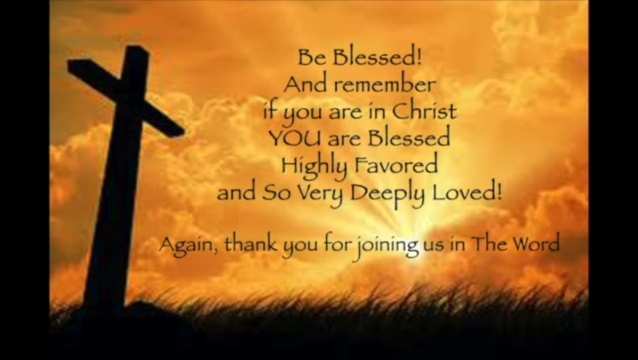 Be Blessed!
And remember
if you are in Christ
YOU are Blessed
Highly Favored
and So Very Deeply Loved!
Again, thank you for joining us in The Word